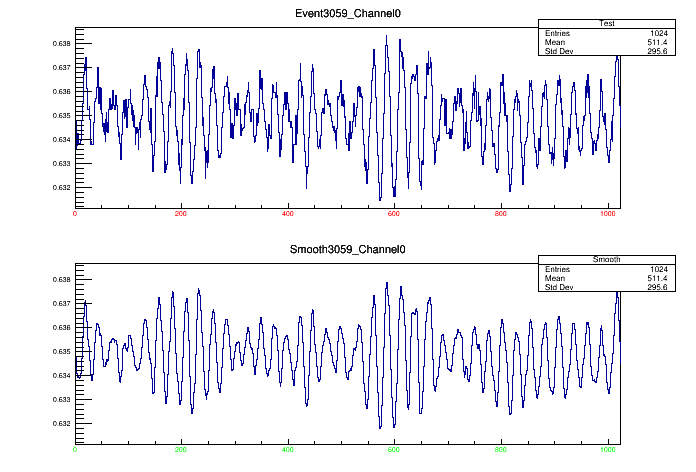 Event3059_Channel0
Test
Entries 1024
Mean 511.4
Std Dev 295.6
0.638
0.637
0.636
0.635
0.634
0.633
0.632
0 200 400 600 800 1000
Smooth3059_Channel0
Smooth
Entries 1024
Mean 511.4
Std Dev 295.6
0.638
0.637
0.636
0.635
0.634
0.633
0.632
0 200 400 600 800 1000